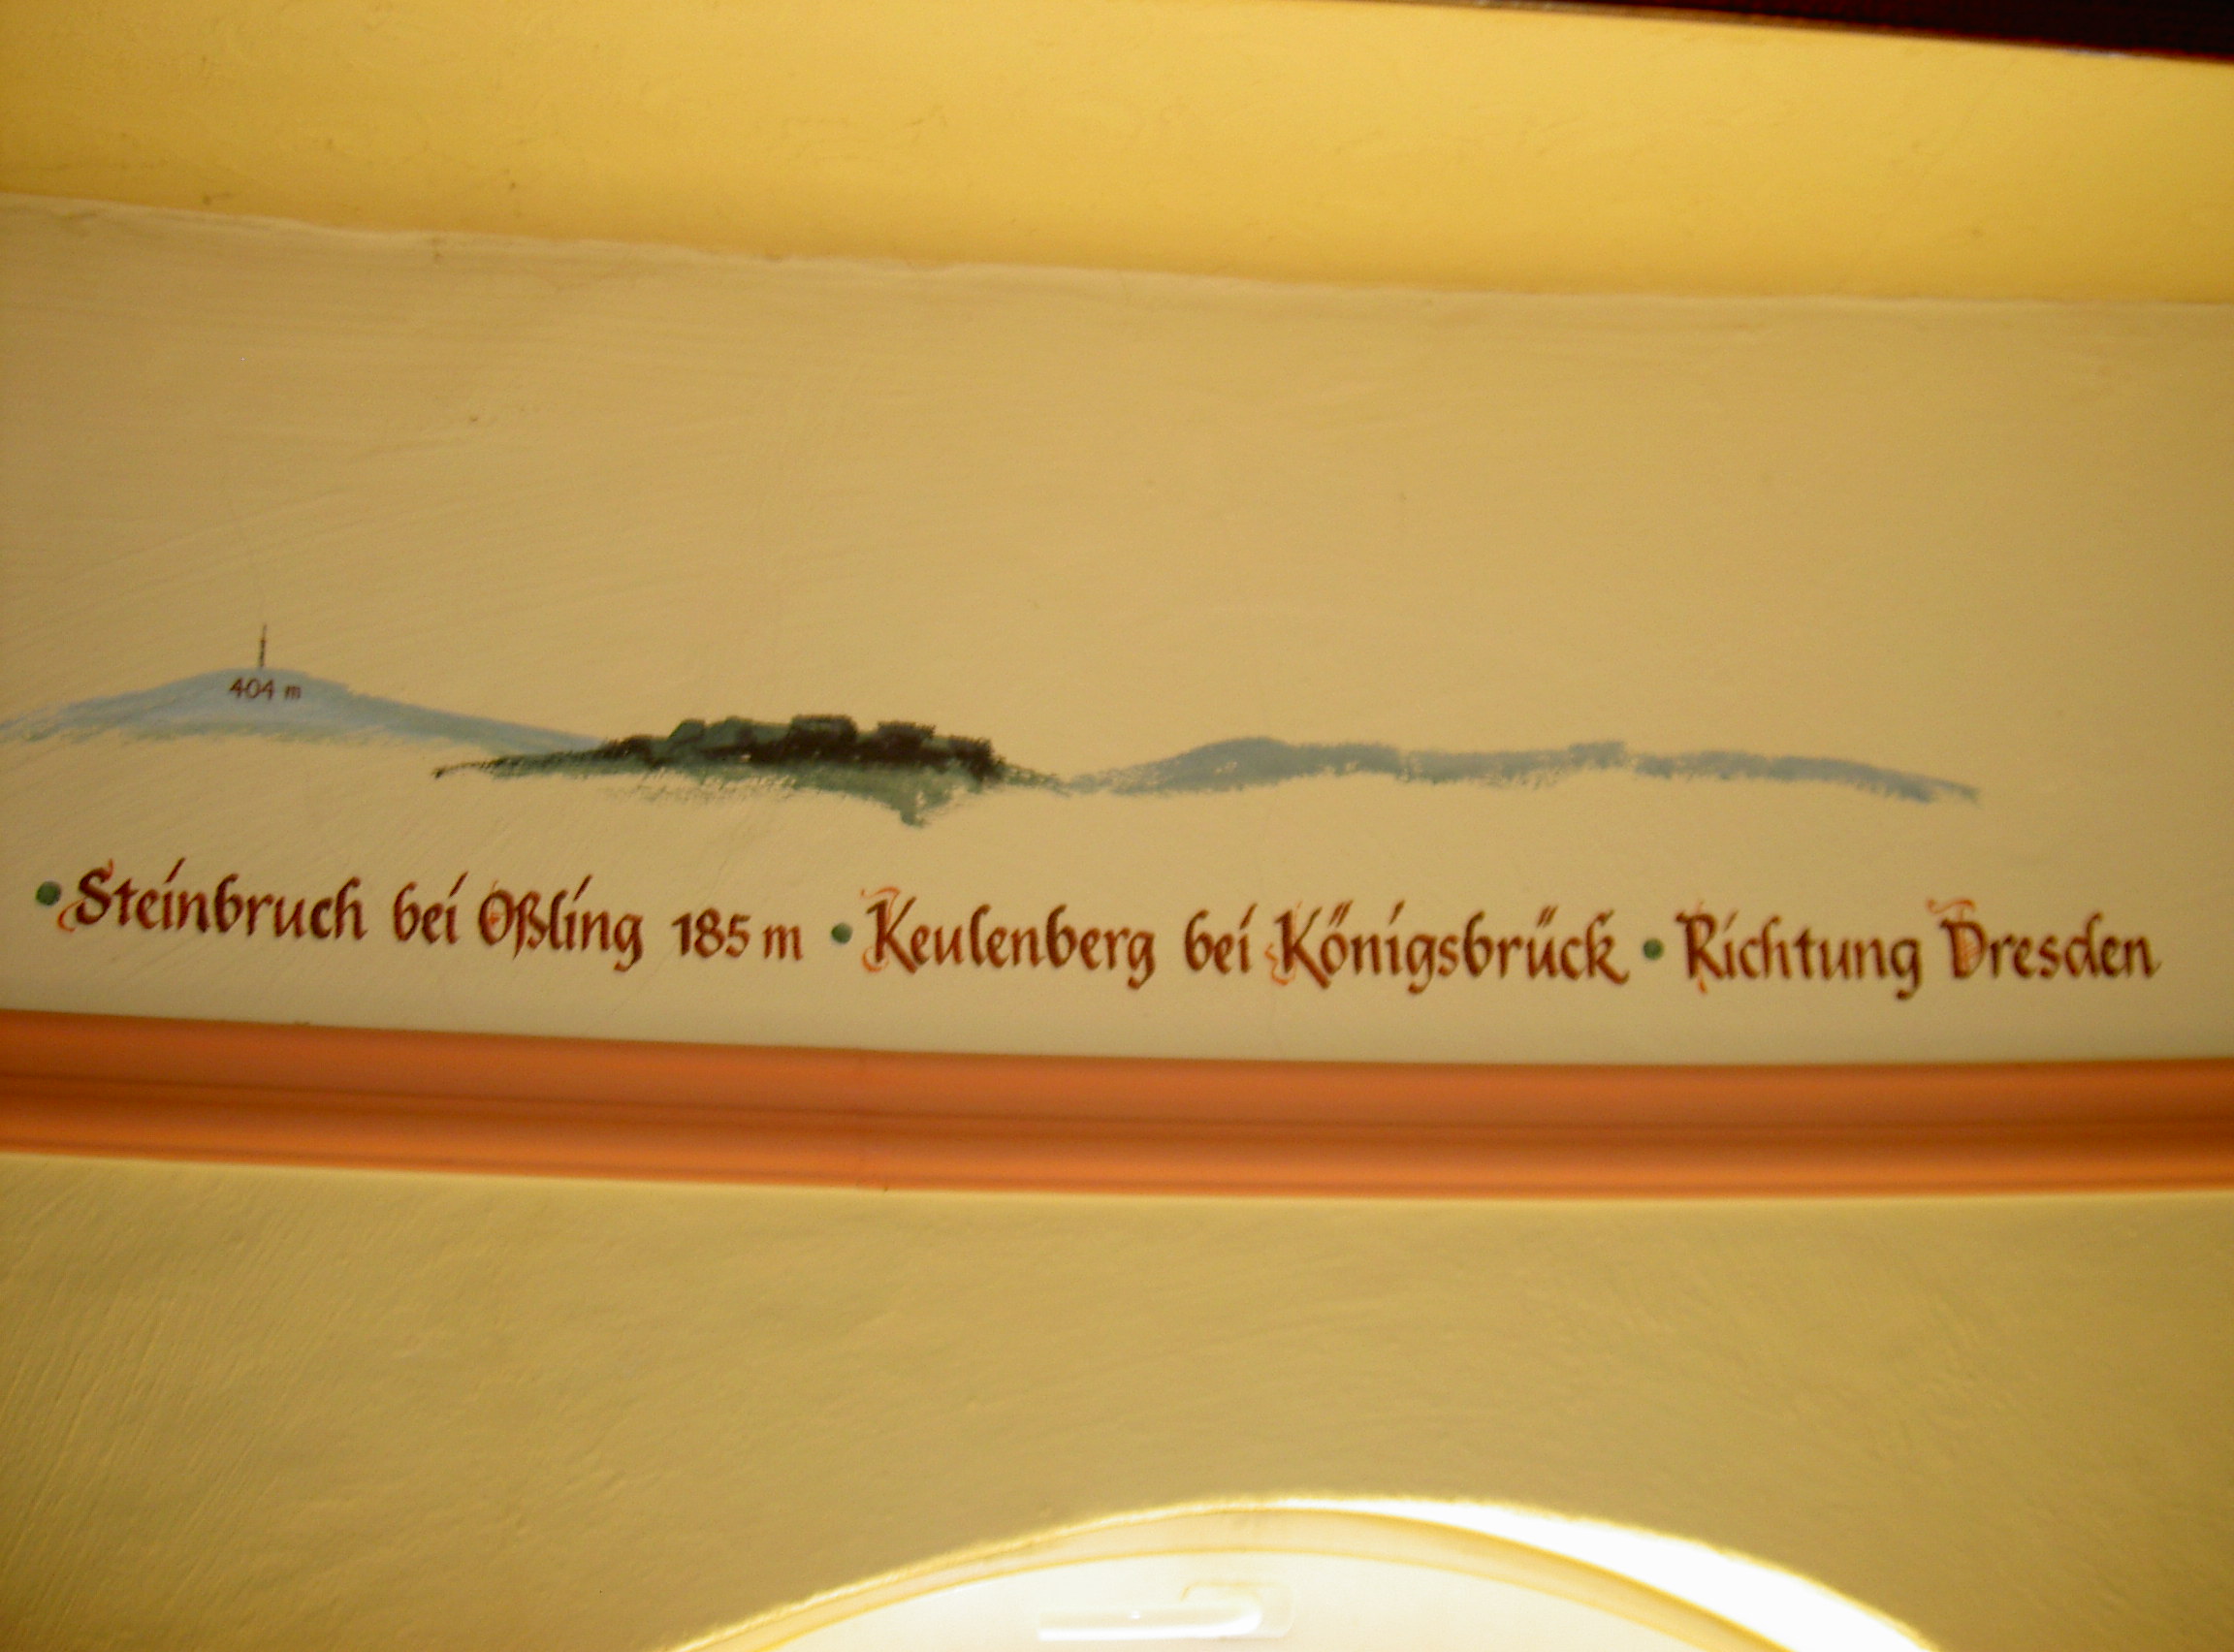 404 m
• Steinbruch bei Oßling 185 m • Keulenberg bei Königsbrück • Richtung Dresden